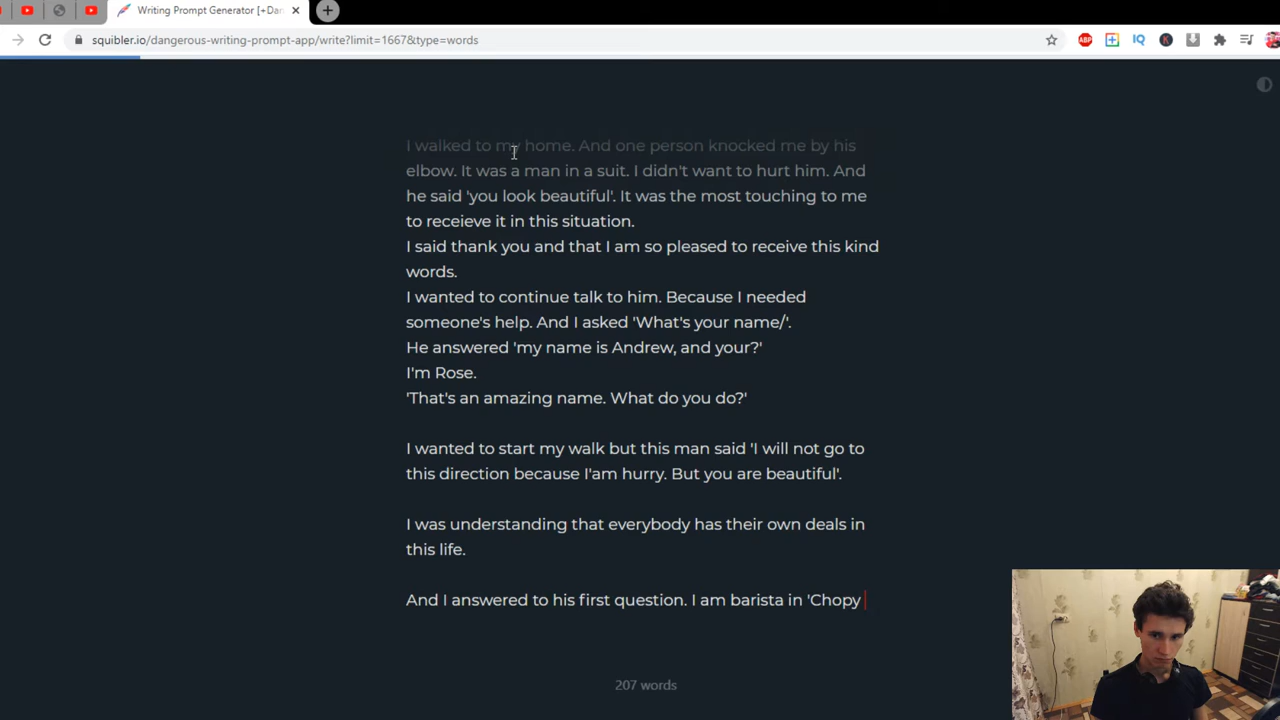 Writing Prompt Generator [+Dan
squibler.io/dangerous-writing-prompt-app/write?limit=1667&type=words
ABP
IQ
K
I walked to my home. And one person knocked me by his
elbow. It was a man in a suit. I didn't want to hurt him. And
he said 'you look beautiful'. It was the most touching to me
to receieve it in this situation.
I said thank you and that I am so pleased to receive this kind
words.
I wanted to continue talk to him. Because I needed
someone's help. And I asked 'What's your name/'.
He answered 'my name is Andrew, and your?'
I'm Rose.
'That's an amazing name. What do you do?'
I wanted to start my walk but this man said 'I will not go to
this direction because I'am hurry. But you are beautiful'.
I was understanding that everybody has their own deals in
this life.
And I answered to his first question. I am barista in 'Chopy
207 words